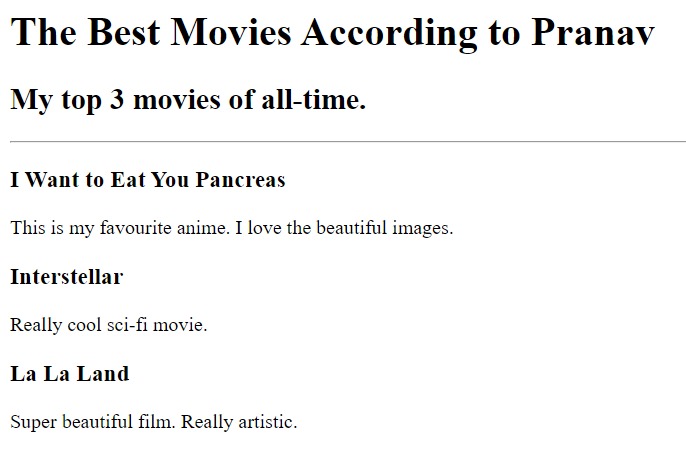 The Best Movies According to Pranav
My top 3 movies of all-time.
I Want to Eat You Pancreas
This is my favourite anime. I love the beautiful images.
Interstellar
Really cool sci-fi movie.
La La Land
Super beautiful film. Really artistic.